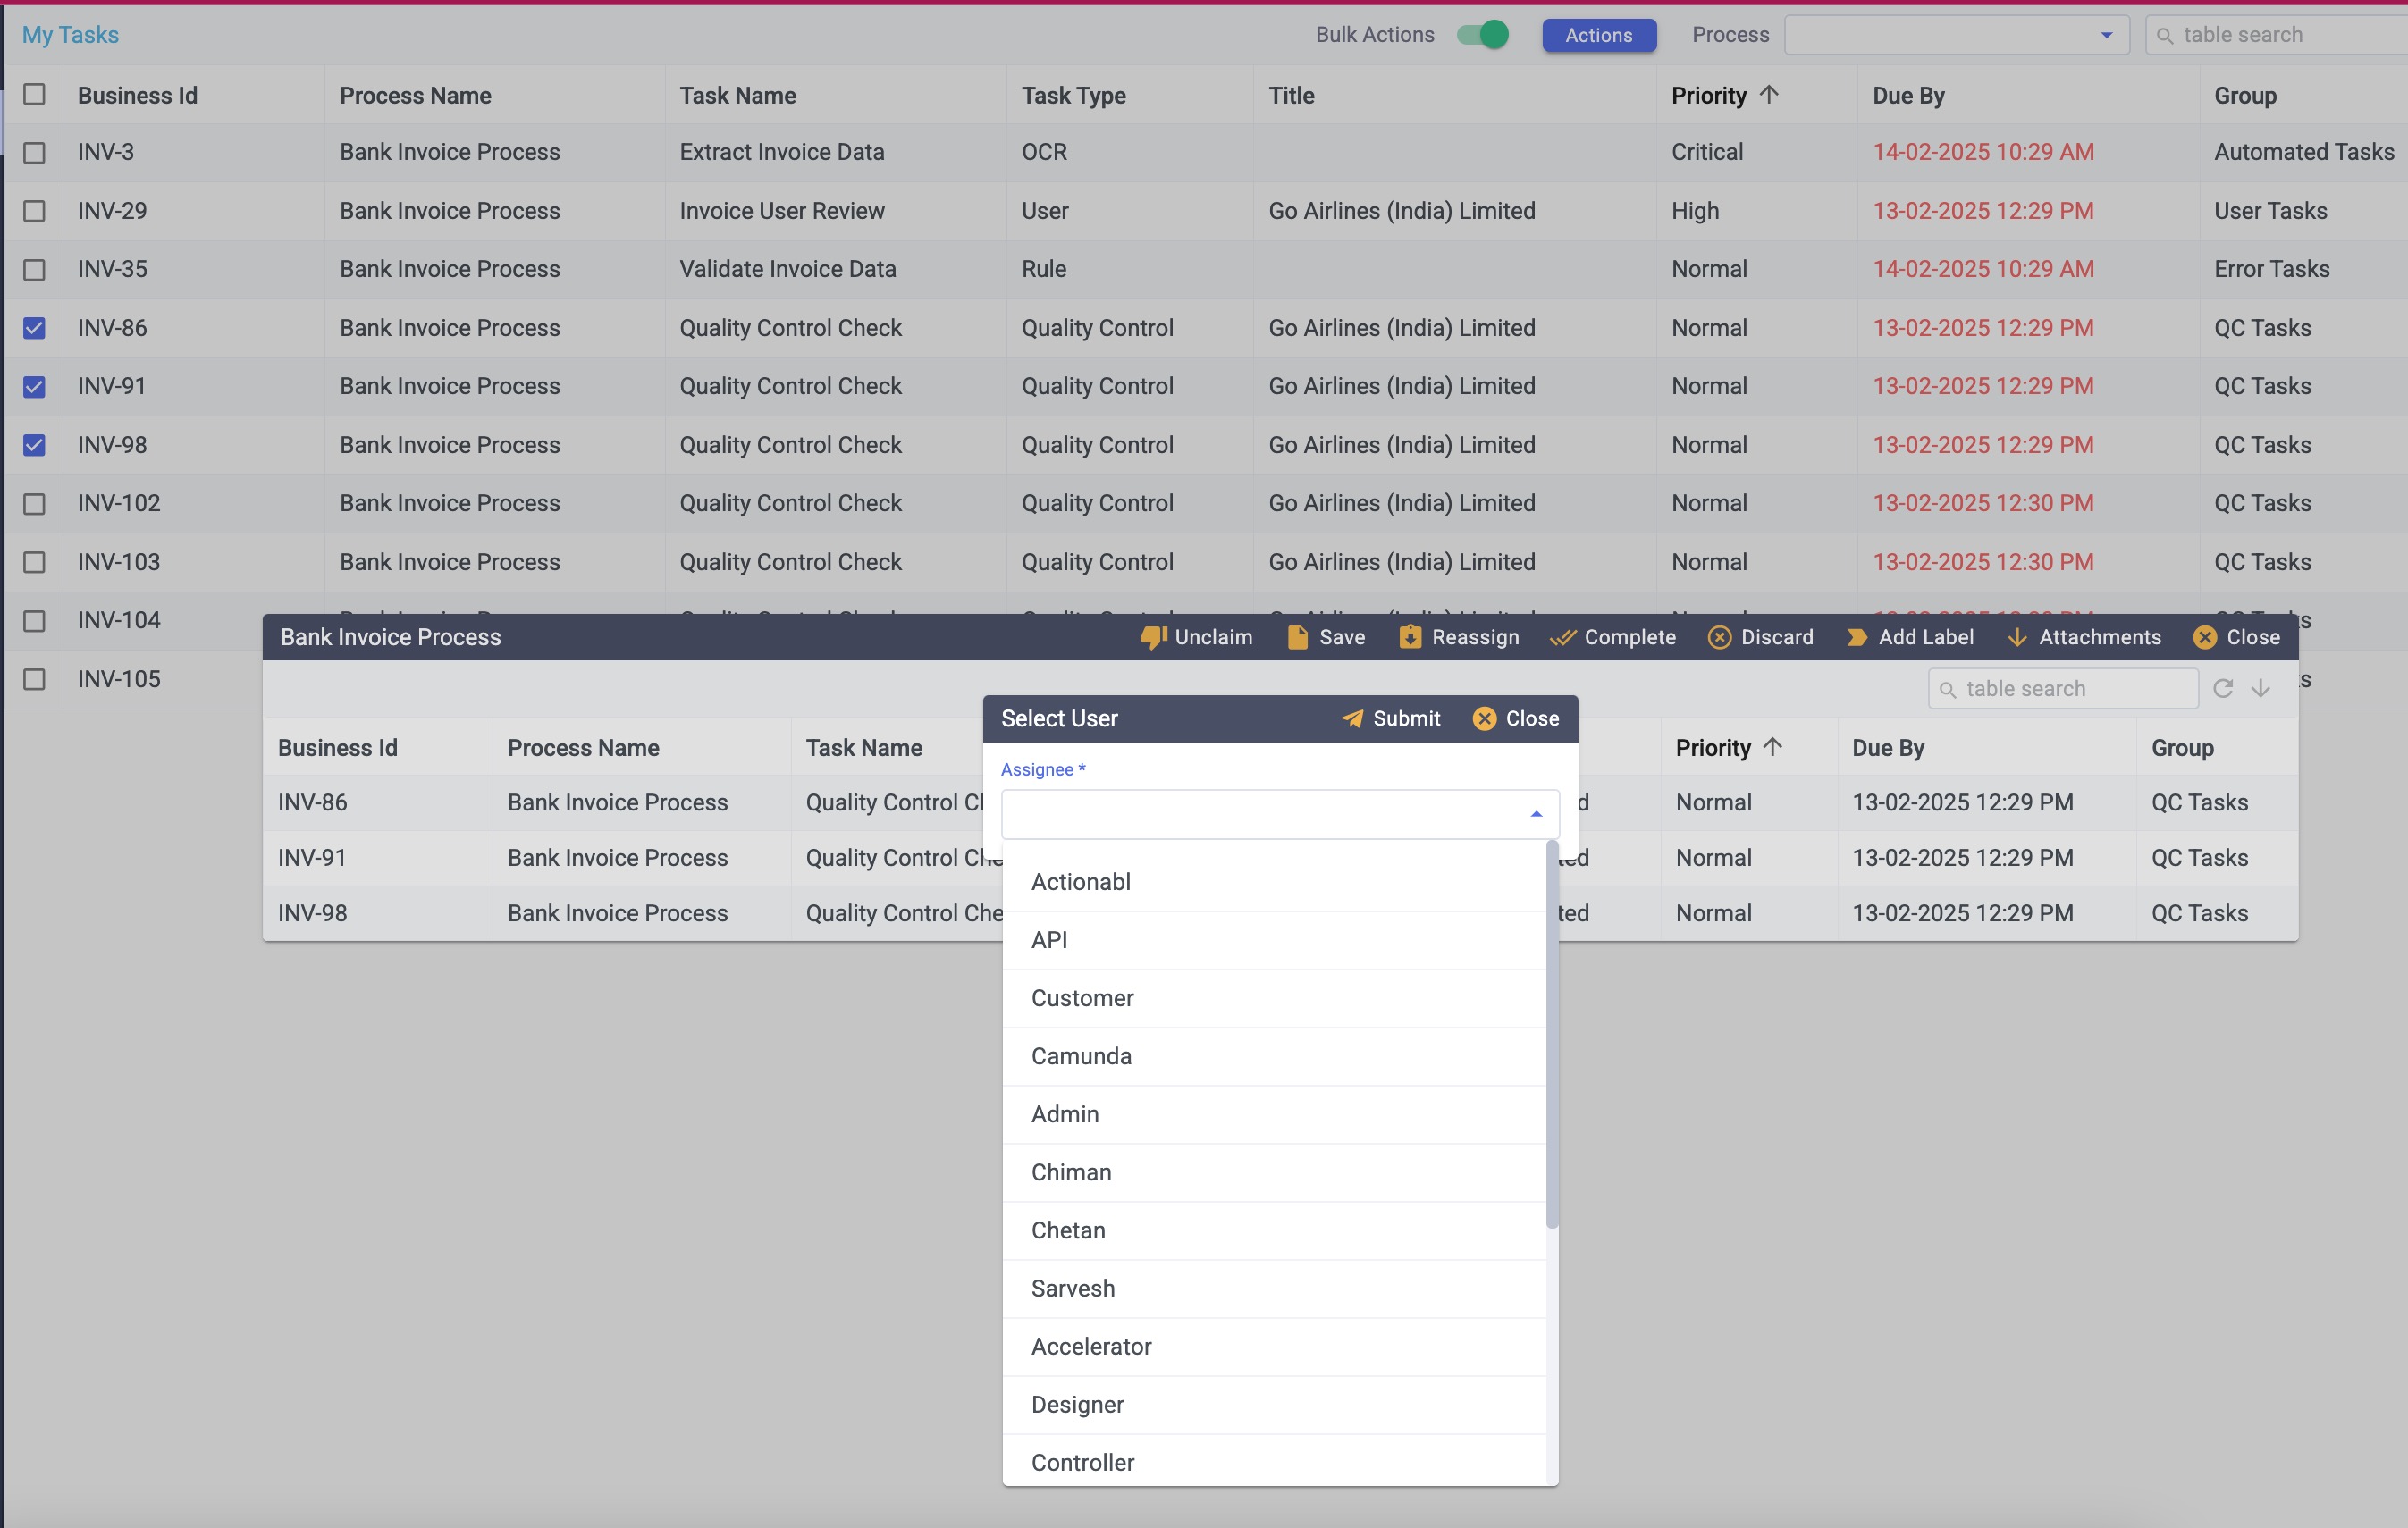 My Tasks Bulk Actions Actions Process table search
Business Id Process Name Task Name Task Type Title Priority Due By Group
INV-3 Bank Invoice Process Extract Invoice Data OCR Critical 14-02-2025 10:29 AM Automated Tasks
INV-29 Bank Invoice Process Invoice User Review User Go Airlines (India) Limited High 13-02-2025 12:29 PM User Tasks
INV-35 Bank Invoice Process Validate Invoice Data Rule Normal 14-02-2025 10:29 AM Error Tasks
INV-86 Bank Invoice Process Quality Control Check Quality Control Go Airlines (India) Limited Normal 13-02-2025 12:29 PM QC Tasks
INV-91 Bank Invoice Process Quality Control Check Quality Control Go Airlines (India) Limited Normal 13-02-2025 12:29 PM QC Tasks
INV-98 Bank Invoice Process Quality Control Check Quality Control Go Airlines (India) Limited Normal 13-02-2025 12:29 PM QC Tasks
INV-102 Bank Invoice Process Quality Control Check Quality Control Go Airlines (India) Limited Normal 13-02-2025 12:30 PM QC Tasks
INV-103 Bank Invoice Process Quality Control Check Quality Control Go Airlines (India) Limited Normal 13-02-2025 12:30 PM QC Tasks
INV-104
INV-105
Bank Invoice Process Unclaim Save Reassign Complete Discard Add Label Attachments Close
table search
Business Id Process Name Task Name Priority Due By Group
INV-86 Bank Invoice Process Quality Control Normal 13-02-2025 12:29 PM QC Tasks
INV-91 Bank Invoice Process Quality Control Normal 13-02-2025 12:29 PM QC Tasks
INV-98 Bank Invoice Process Quality Control Normal 13-02-2025 12:29 PM QC Tasks
Select User Submit Close
Assignee *
Actionabl
API
Customer
Camunda
Admin
Chiman
Chetan
Sarvesh
Accelerator
Designer
Controller